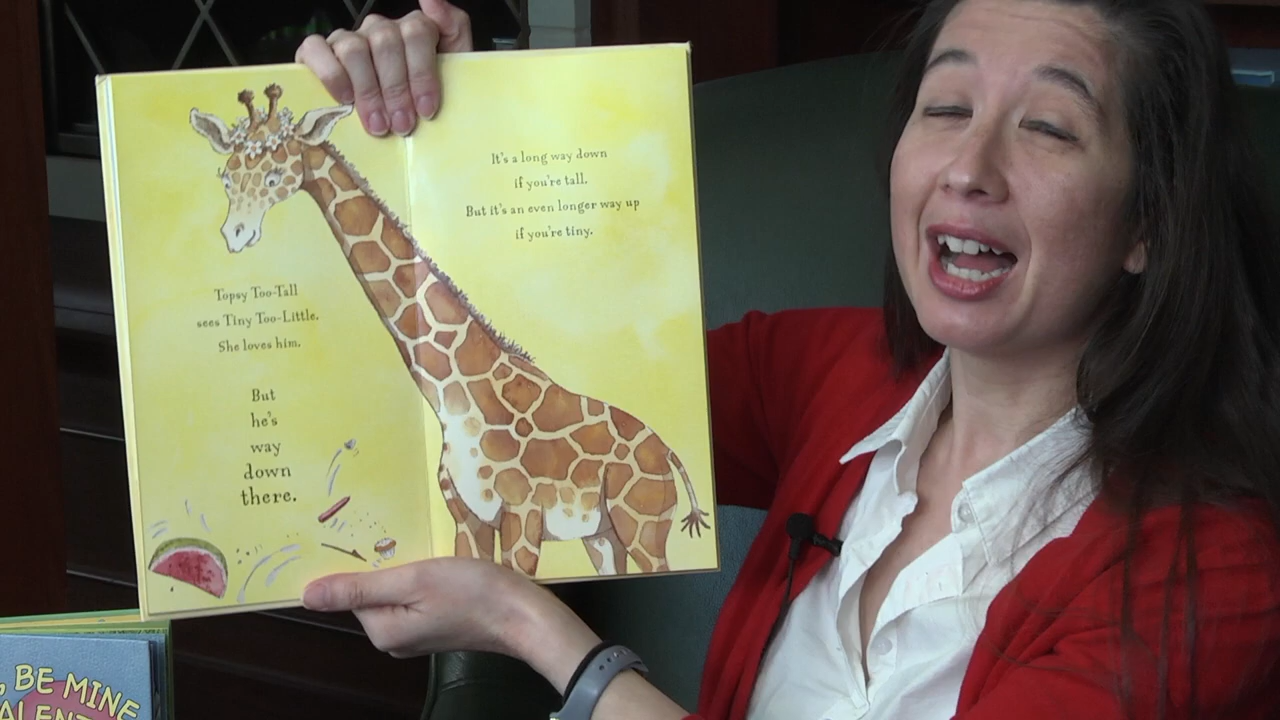 Topsy Too-Tall
sees Tiny Too-Little.
She loves him.
But
he's
way
down
there.
It's a long way down
if you're tall.
But it's an even longer way up
if you're tiny.
, BE MINE